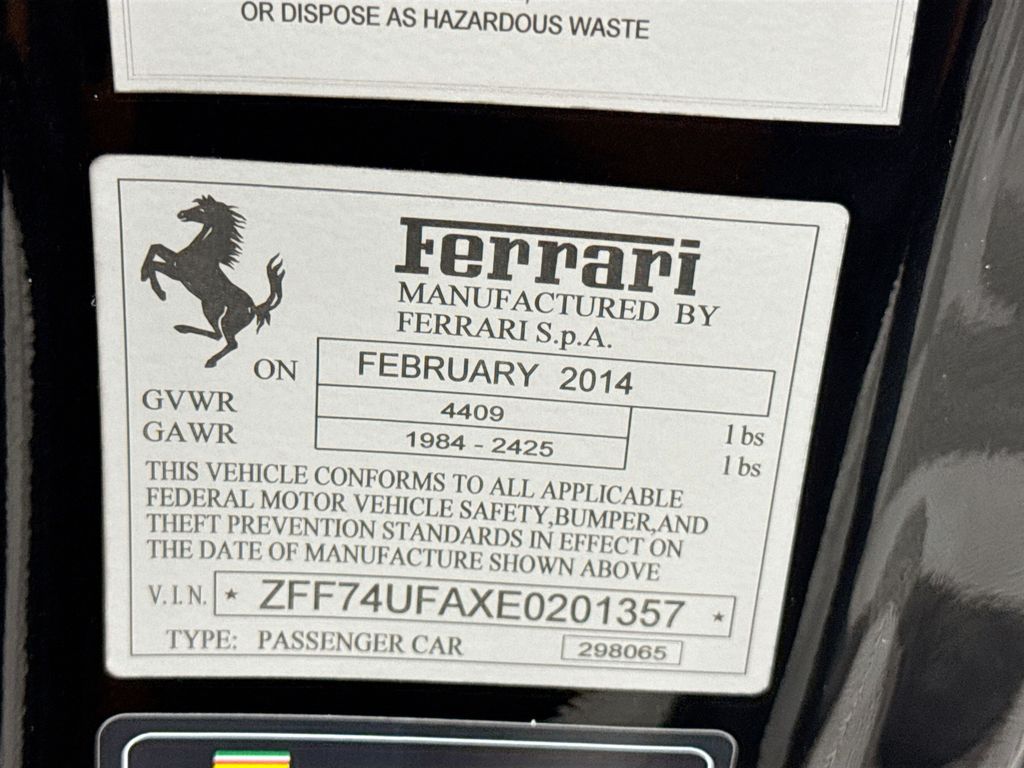 OR DISPOSE AS HAZARDOUS WASTE
Ferrari
MANUFACTURED BY
FERRARI S.p.A.
ON FEBRUARY 2014
GVWR 4409 lbs
GAWR 1984 - 2425 lbs
THIS VEHICLE CONFORMS TO ALL APPLICABLE
FEDERAL MOTOR VEHICLE SAFETY,BUMPER,AND
THEFT PREVENTION STANDARDS IN EFFECT ON
THE DATE OF MANUFACTURE SHOWN ABOVE
V.I.N. * ZFF74UFAXE0201357 *
TYPE: PASSENGER CAR 298065